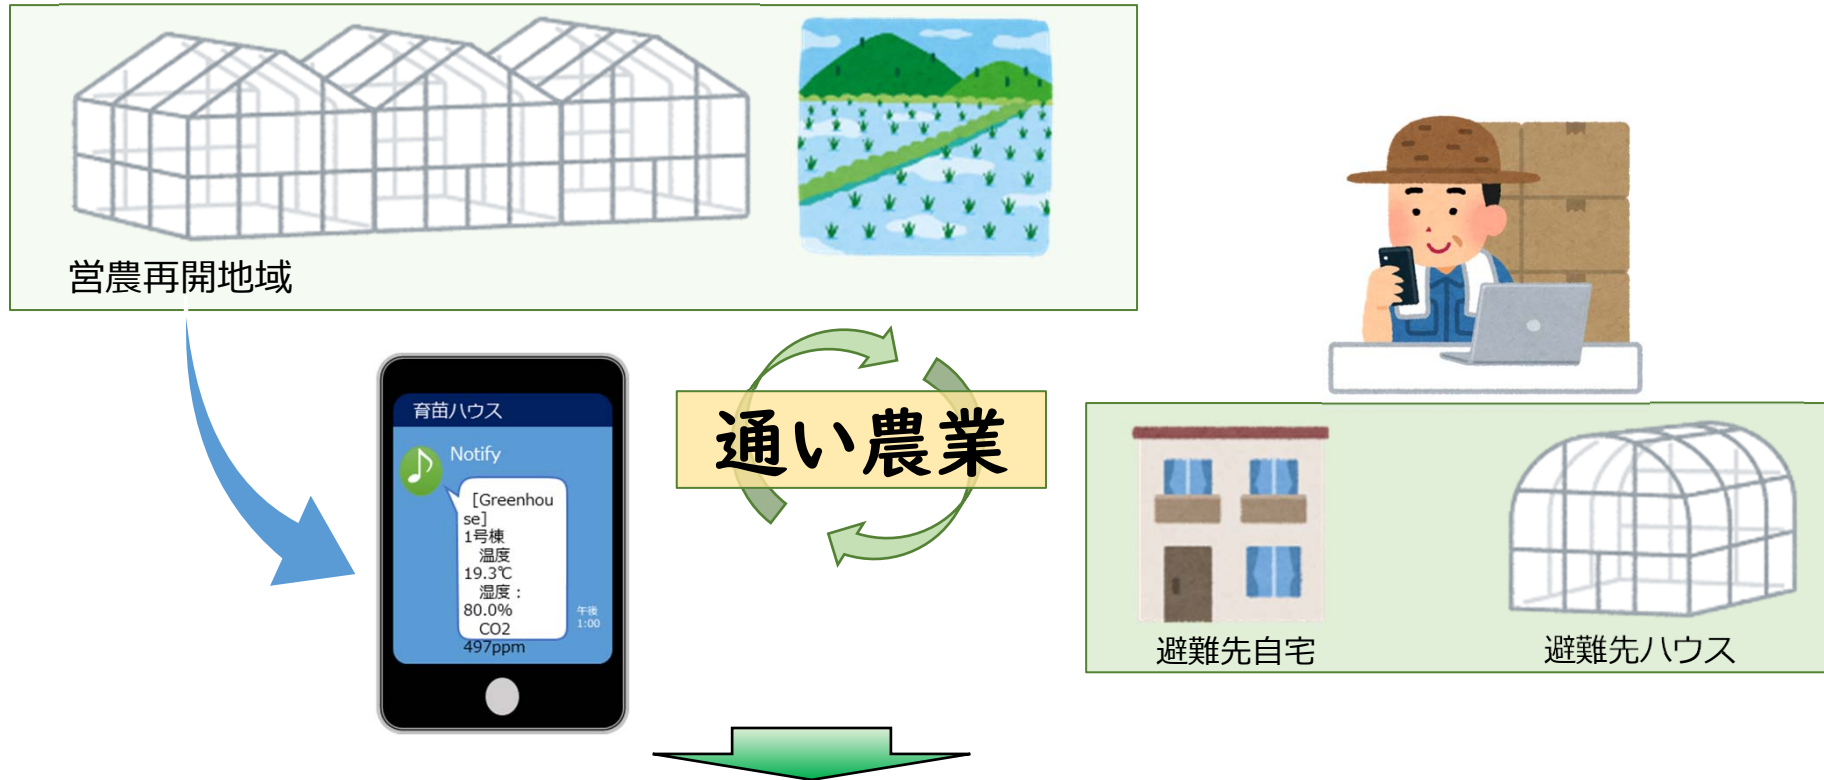 営農再開地域
育苗ハウス
Notify
[Greenhou
se]
1号棟
温度
19.3℃
湿度：
80.0%
CO2
497ppm
午後
1:00
通い農業
避難先自宅
避難先ハウス